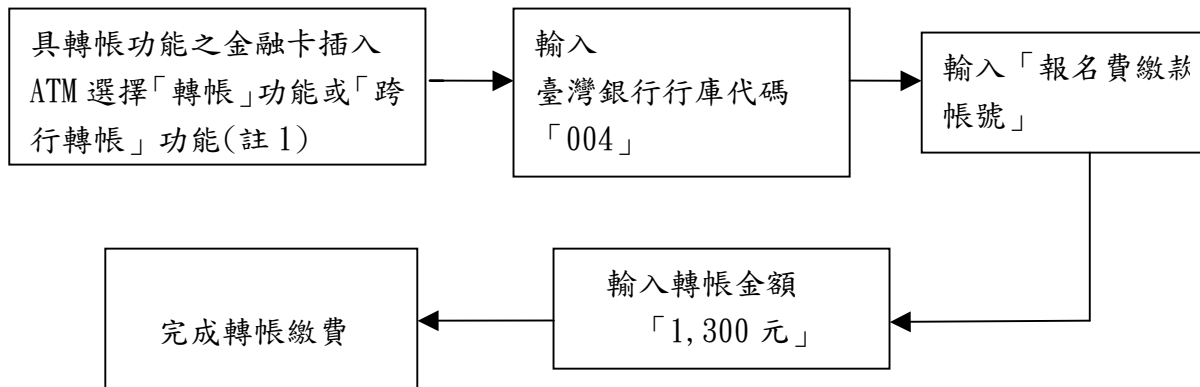 具轉帳功能之金融卡插入
ATM 選擇「轉帳」功能或「跨
行轉帳」功能(註 1)
輸入
臺灣銀行行庫代碼
「004」
輸入「報名費繳款
帳號」
輸入轉帳金額
「1,300 元」
完成轉帳繳費